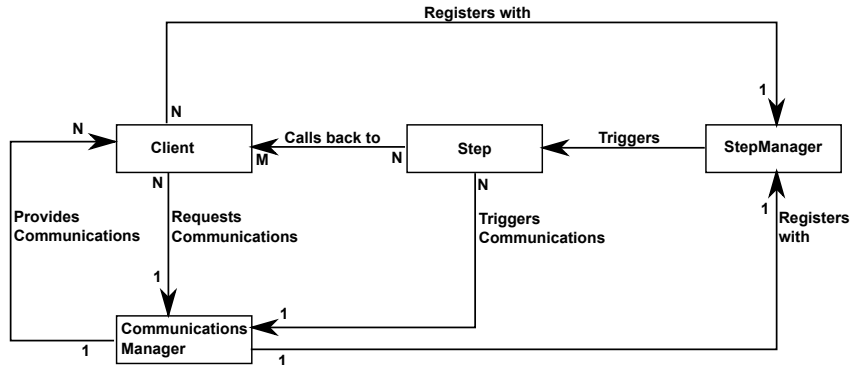 Registers with
N
1
N
Client
Calls back to
Step
Triggers
StepManager
M
N
N
N
1
Provides
Communications
Requests
Communications
Triggers
Communications
Registers
with
1
1
Communications
Manager
1
1